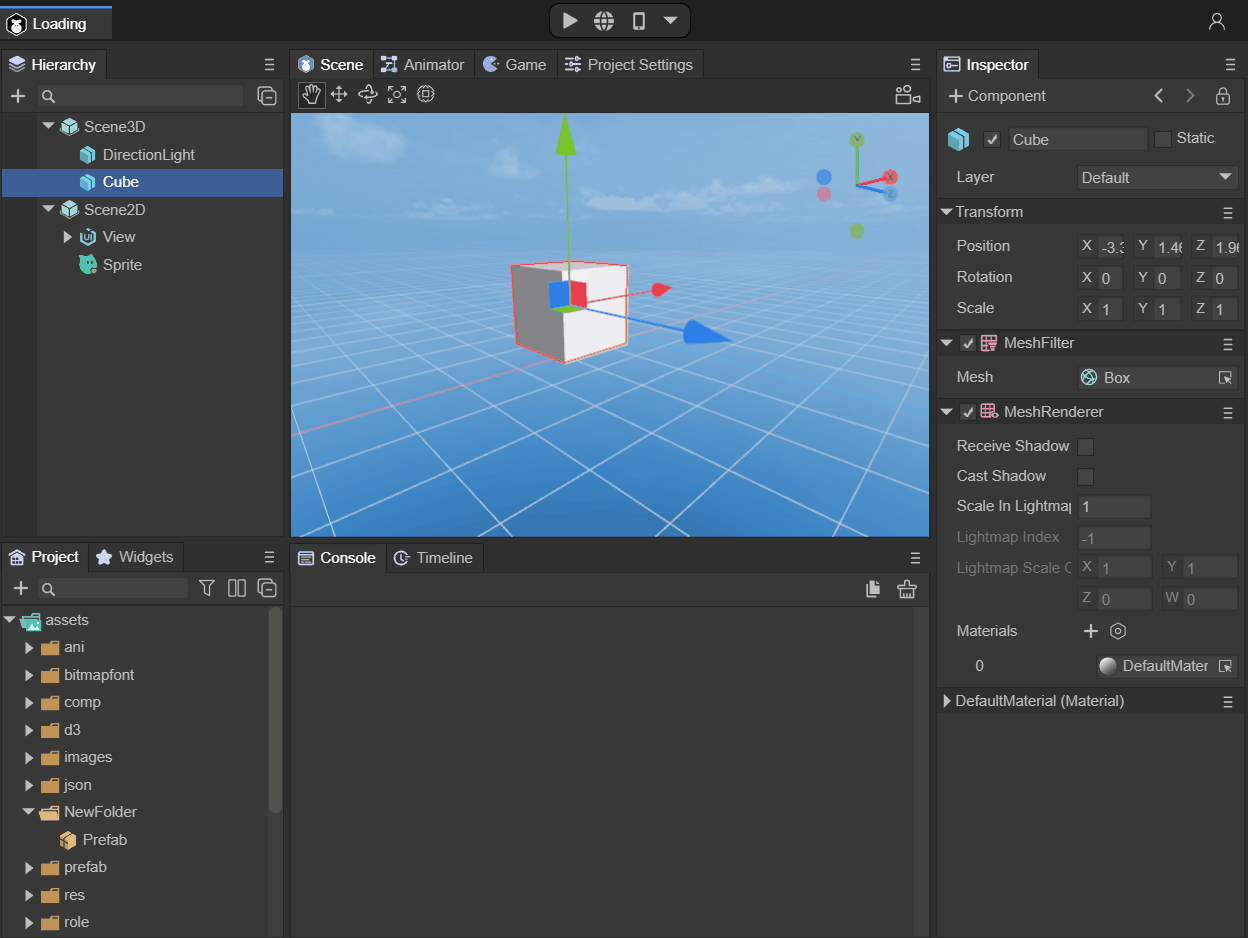 Loading
Hierarchy
Scene3D
DirectionLight
Cube
Scene2D
View
Sprite
Scene Animator Game Project Settings
Inspector
Component
Cube Static
Layer Default
Transform
Position X -3.3 Y 1.46 Z 1.96
Rotation X 0 Y 0 Z 0
Scale X 1 Y 1 Z 1
MeshFilter
Mesh Box
MeshRenderer
Receive Shadow
Cast Shadow
Scale In Lightmap 1
Lightmap Index -1
Lightmap Scale O X 1 Y 1
Z 0 W 0
Materials
0 DefaultMater
DefaultMaterial (Material)
Project Widgets
assets
ani
bitmapfont
comp
d3
images
json
NewFolder
Prefab
prefab
res
role
Console Timeline